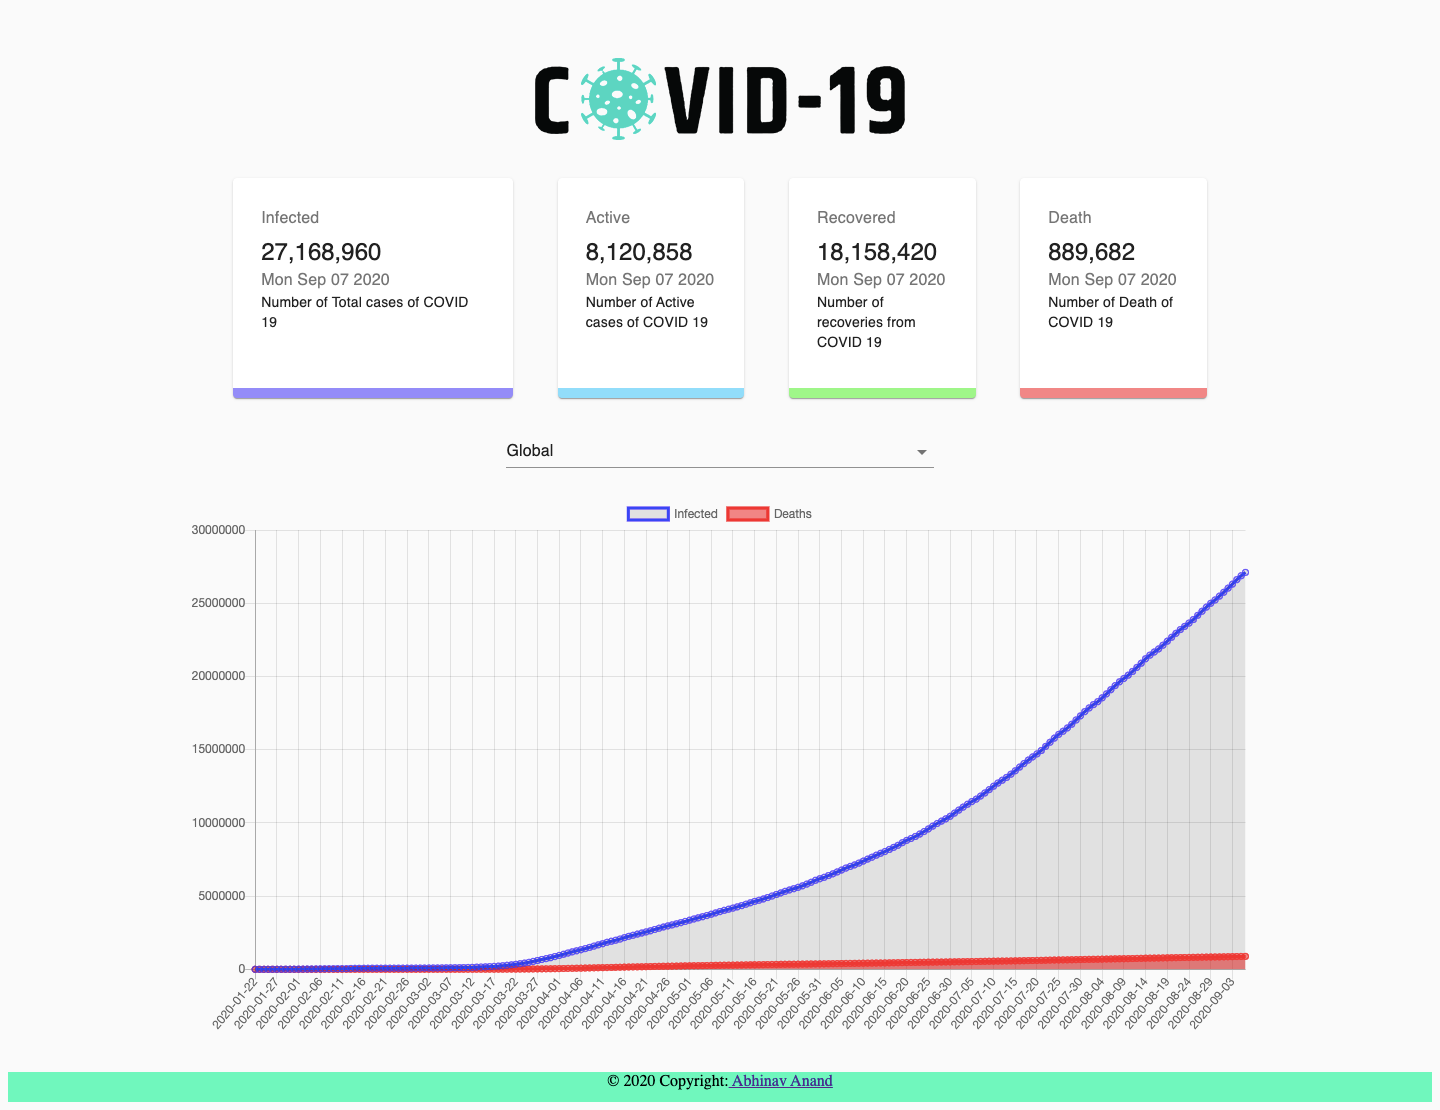 COVID-19
Infected
27,168,960
Mon Sep 07 2020
Number of Total cases of COVID
19
Active
8,120,858
Mon Sep 07 2020
Number of Active
cases of COVID 19
Recovered
18,158,420
Mon Sep 07 2020
Number of
recoveries from
COVID 19
Death
889,682
Mon Sep 07 2020
Number of Death of
COVID 19
Global
Infected Deaths
30000000
25000000
20000000
15000000
10000000
5000000
0
2020-01-22
2020-01-27
2020-02-01
2020-02-06
2020-02-11
2020-02-16
2020-02-21
2020-02-26
2020-03-02
2020-03-07
2020-03-12
2020-03-17
2020-03-22
2020-03-27
2020-04-01
2020-04-06
2020-04-11
2020-04-16
2020-04-21
2020-04-26
2020-05-01
2020-05-06
2020-05-11
2020-05-16
2020-05-21
2020-05-26
2020-05-31
2020-06-05
2020-06-10
2020-06-15
2020-06-20
2020-06-25
2020-06-30
2020-07-05
2020-07-10
2020-07-15
2020-07-20
2020-07-25
2020-07-30
2020-08-04
2020-08-09
2020-08-14
2020-08-19
2020-08-24
2020-08-29
2020-09-03
© 2020 Copyright: Abhinav Anand